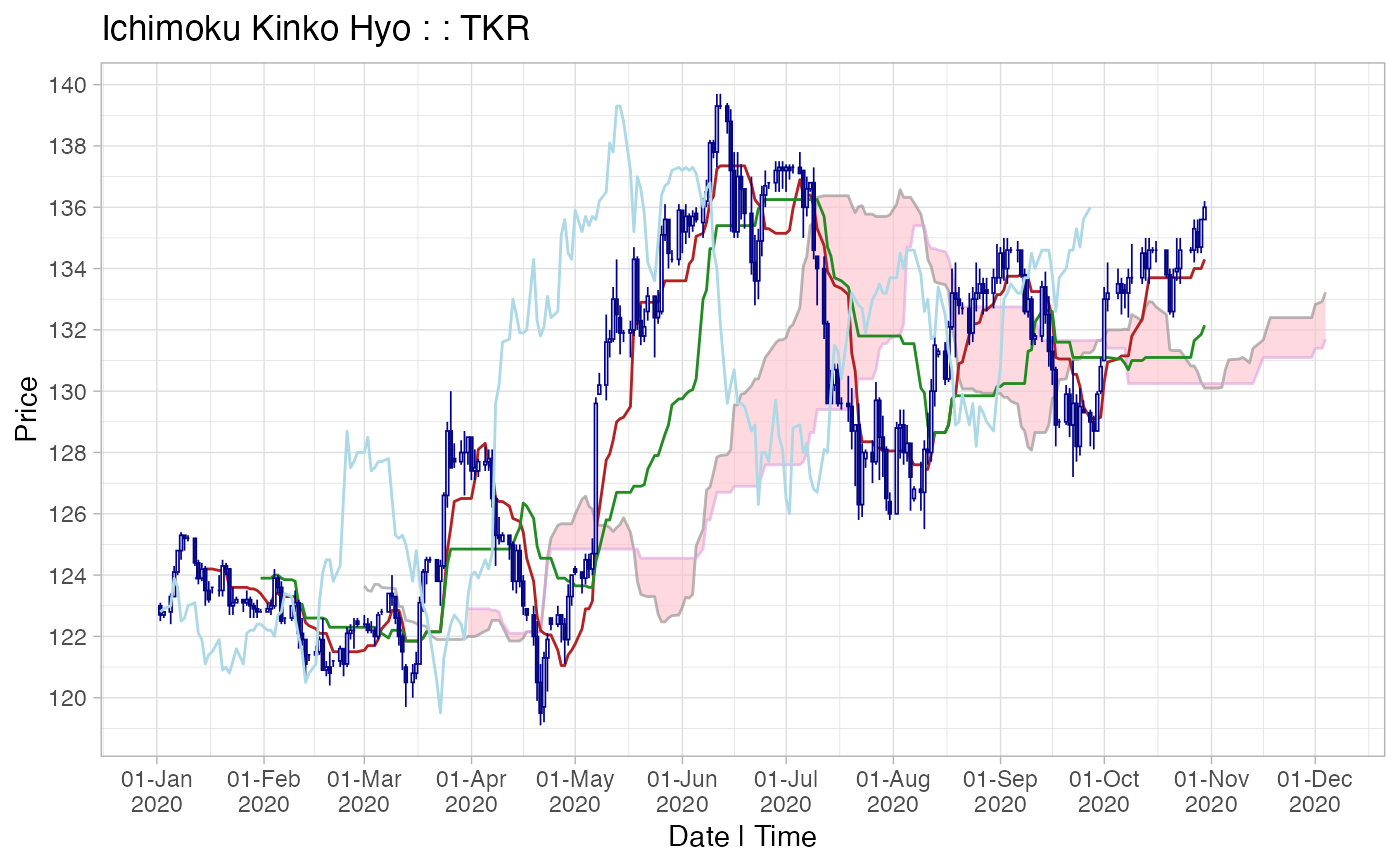 Ichimoku Kinko Hyo : : TKR
140
138
136
134
132
130
128
126
124
122
120
Price
01-Jan 01-Feb 01-Mar 01-Apr 01-May 01-Jun 01-Jul 01-Aug 01-Sep 01-Oct 01-Nov 01-Dec
2020 2020 2020 2020 2020 2020 2020 2020 2020 2020 2020 2020
Date | Time